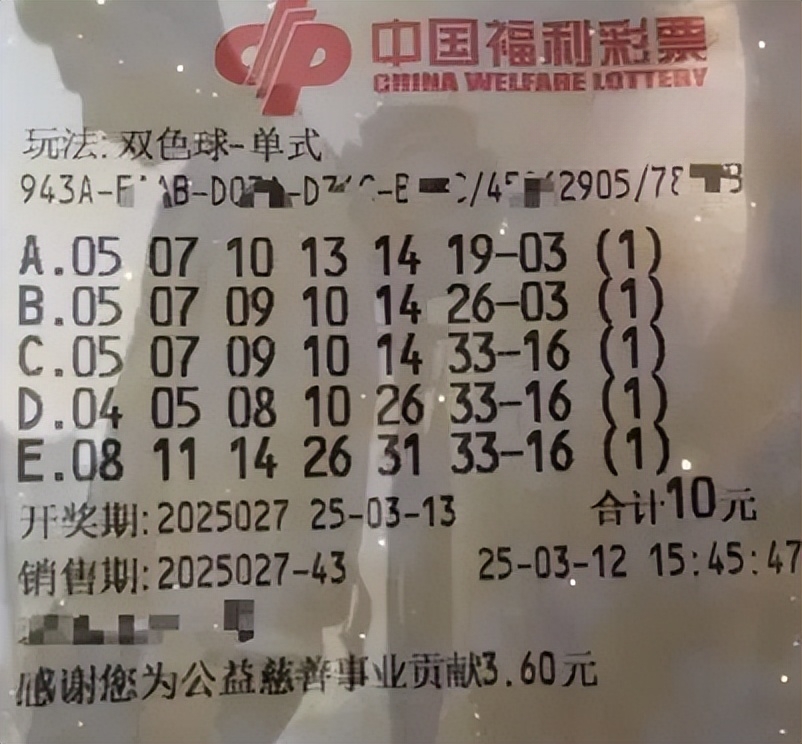 中国福利彩票
CHINA WELFARE LOTTERY
玩法:双色球-单式
943A- B-D0 -D -E C/4 2905/78 B
A.05 07 10 13 14 19-03 (1)
B.05 07 09 10 14 26-03 (1)
C.05 07 09 10 14 33-16 (1)
D.04 05 08 10 26 33-16 (1)
E.08 11 14 26 31 33-16 (1)
开奖期:2025027 25-03-13 合计10元
销售期:2025027-43 25-03-12 15:45:47
感谢您为公益慈善事业贡献3.60元